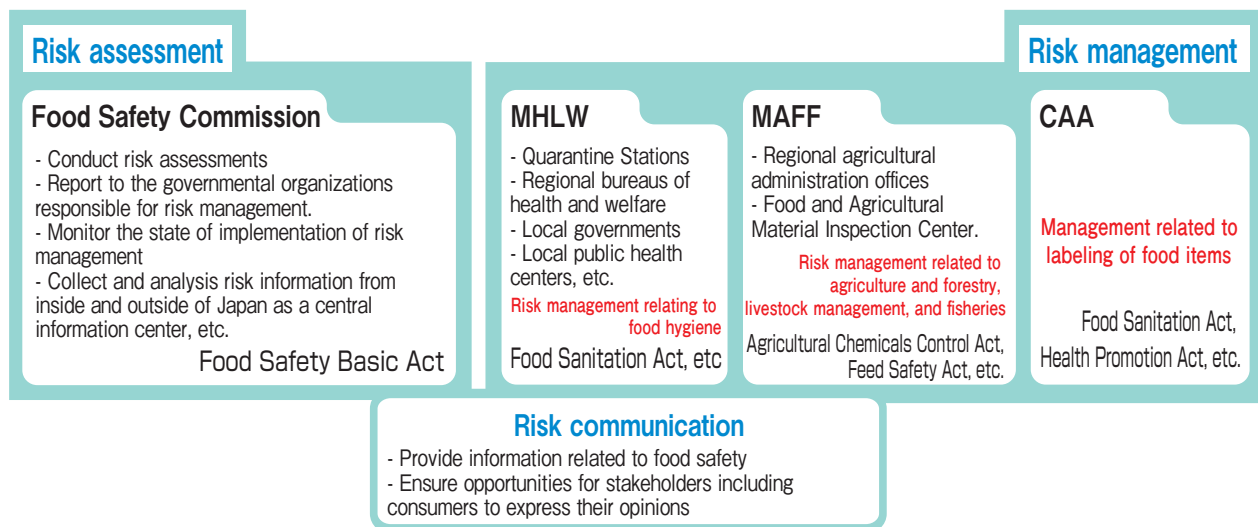 Risk assessment
Food Safety Commission
- Conduct risk assessments
- Report to the governmental organizations
responsible for risk management.
- Monitor the state of implementation of risk
management
- Collect and analysis risk information from
inside and outside of Japan as a central
information center, etc.
Food Safety Basic Act
Risk management
MHLW
- Quarantine Stations
- Regional bureaus of
health and welfare
- Local governments
- Local public health
centers, etc.
Risk management relating to
food hygiene
Food Sanitation Act, etc
MAFF
- Regional agricultural
administration offices
- Food and Agricultural
Material Inspection Center.
Risk management related to
agriculture and forestry,
livestock management, and fisheries
Agricultural Chemicals Control Act,
Feed Safety Act, etc.
CAA
Management related to
labeling of food items
Food Sanitation Act,
Health Promotion Act, etc.
Risk communication
- Provide information related to food safety
- Ensure opportunities for stakeholders including
consumers to express their opinions